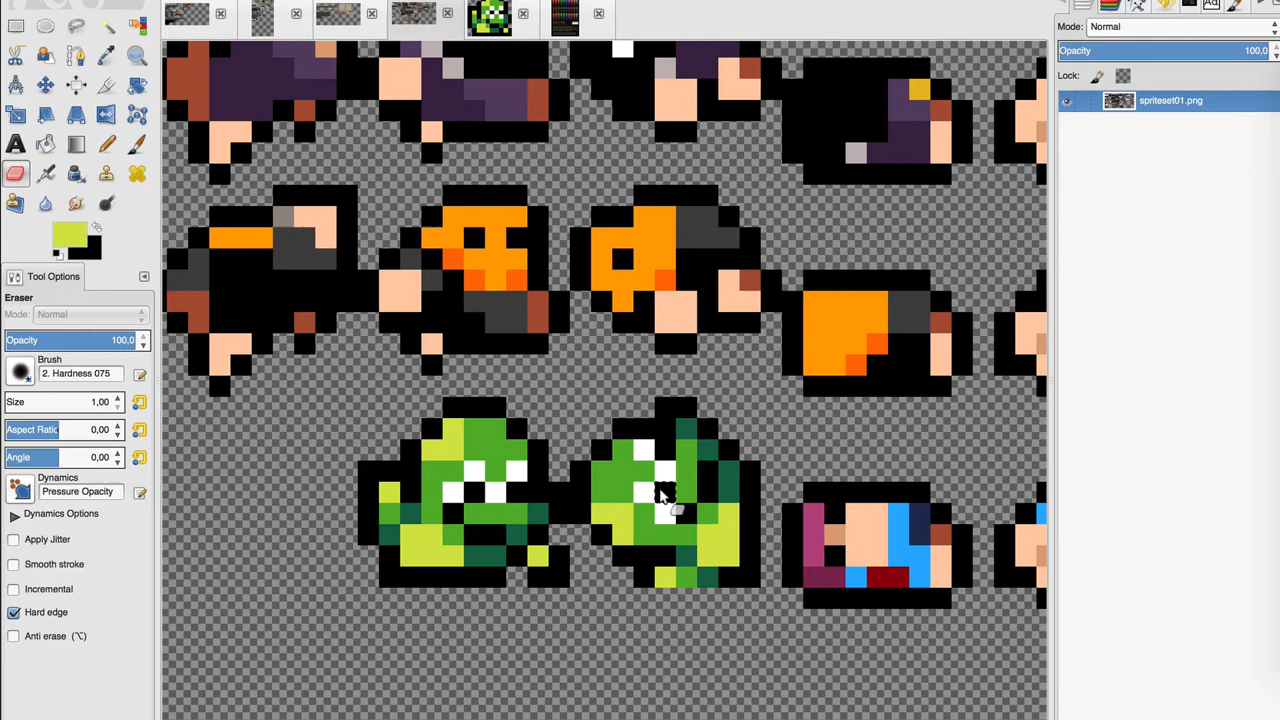 Mode:
Normal
Opacity
100,0
Lock:
spriteset01.png
Tool Options
Eraser
Mode:
Normal
Opacity
100,0
Brush
2. Hardness 075
Size
1,00
Aspect Ratio
0,00
Angle
0,00
Dynamics
Pressure Opacity
Dynamics Options
Apply Jitter
Smooth stroke
Incremental
Hard edge
Anti erase (⌥)